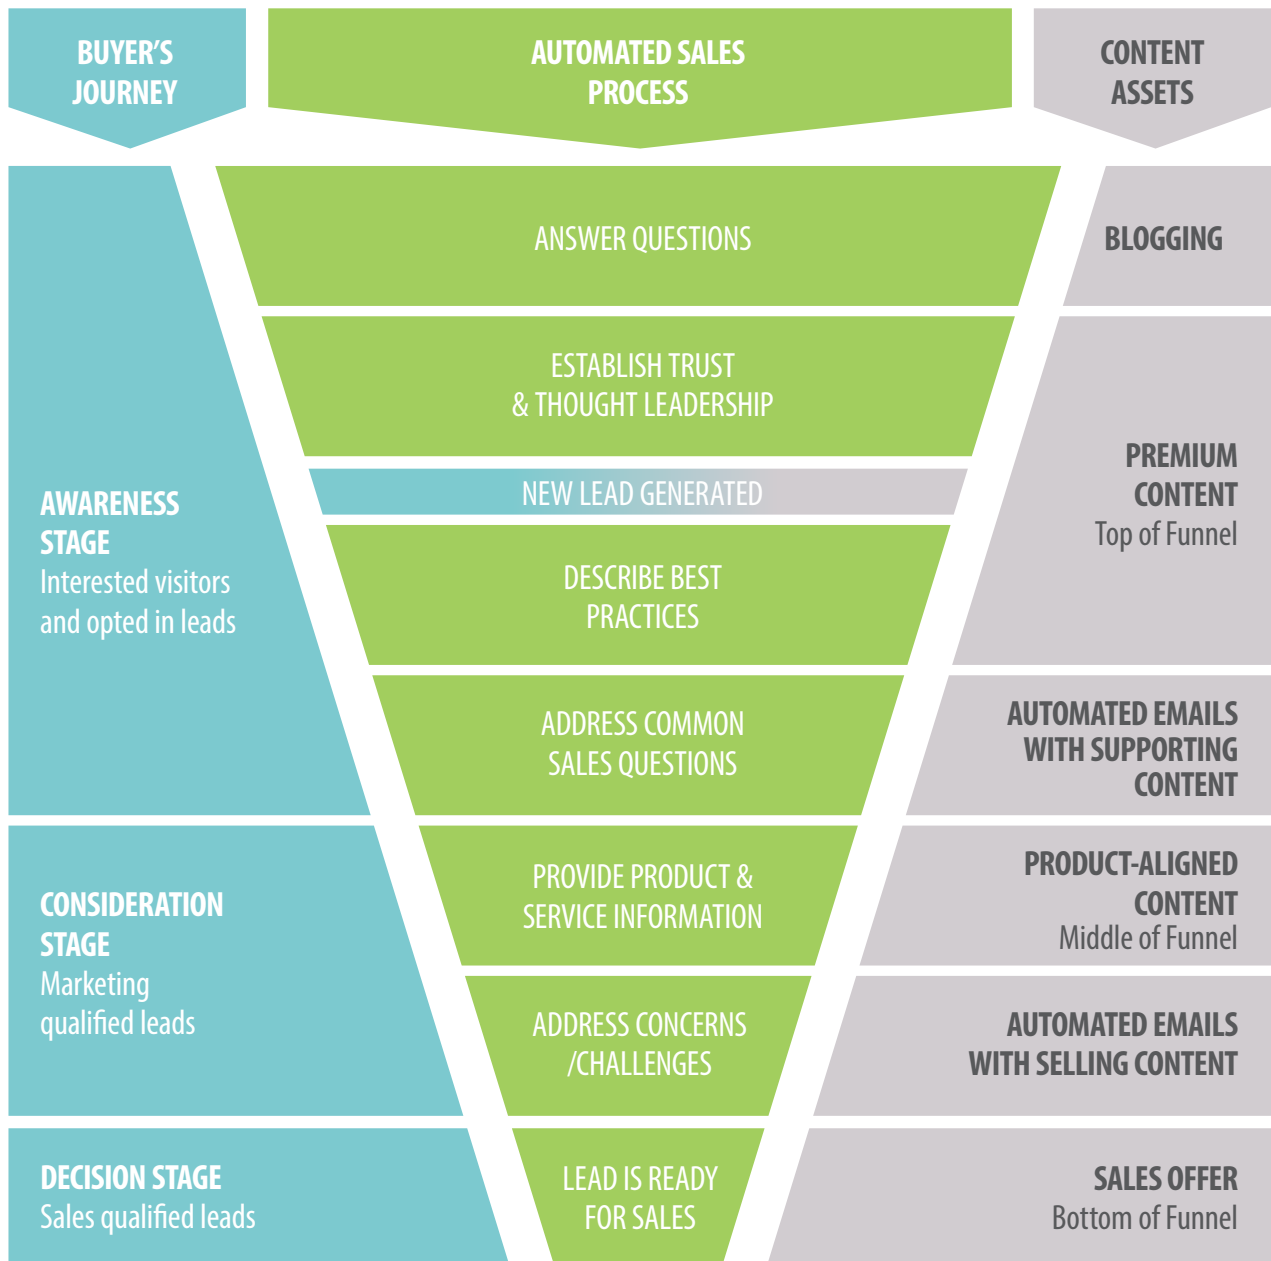 BUYER'S
JOURNEY
AUTOMATED SALES
PROCESS
CONTENT
ASSETS
AWARENESS
STAGE
Interested visitors
and opted in leads
CONSIDERATION
STAGE
Marketing
qualified leads
DECISION STAGE
Sales qualified leads
ANSWER QUESTIONS
ESTABLISH TRUST
& THOUGHT LEADERSHIP
NEW LEAD GENERATED
DESCRIBE BEST
PRACTICES
ADDRESS COMMON
SALES QUESTIONS
PROVIDE PRODUCT &
SERVICE INFORMATION
ADDRESS CONCERNS
/CHALLENGES
LEAD IS READY
FOR SALES
BLOGGING
PREMIUM
CONTENT
Top of Funnel
AUTOMATED EMAILS
WITH SUPPORTING
CONTENT
PRODUCT-ALIGNED
CONTENT
Middle of Funnel
AUTOMATED EMAILS
WITH SELLING CONTENT
SALES OFFER
Bottom of Funnel